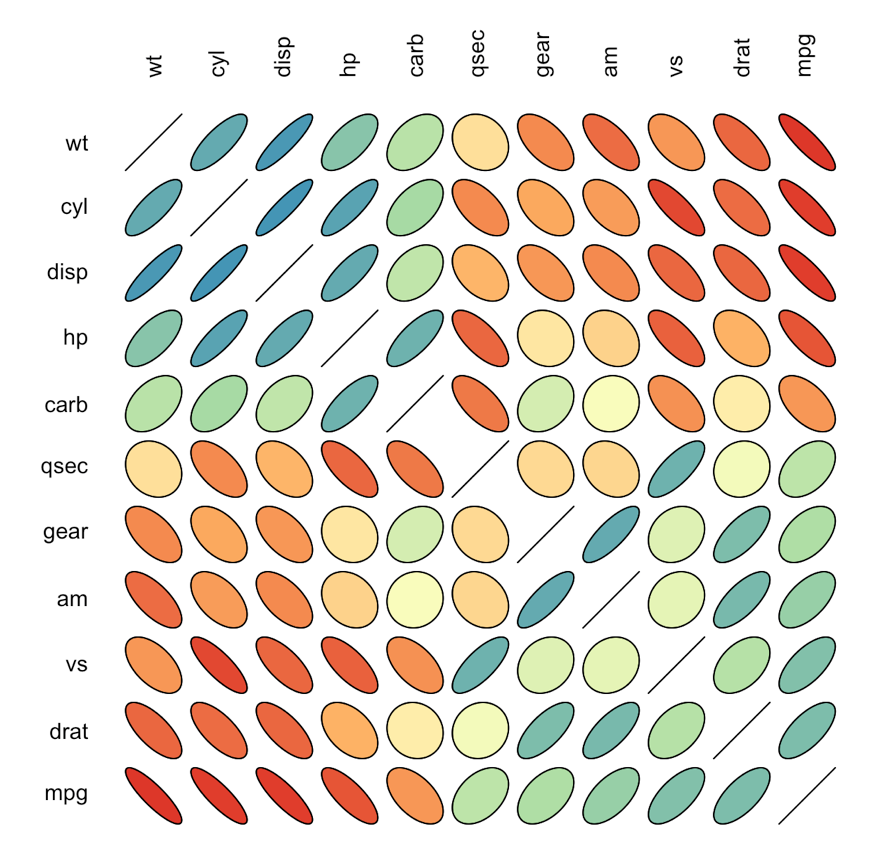 wt cyl disp hp carb qsec gear am vs drat mpg
wt
cyl
disp
hp
carb
qsec
gear
am
vs
drat
mpg